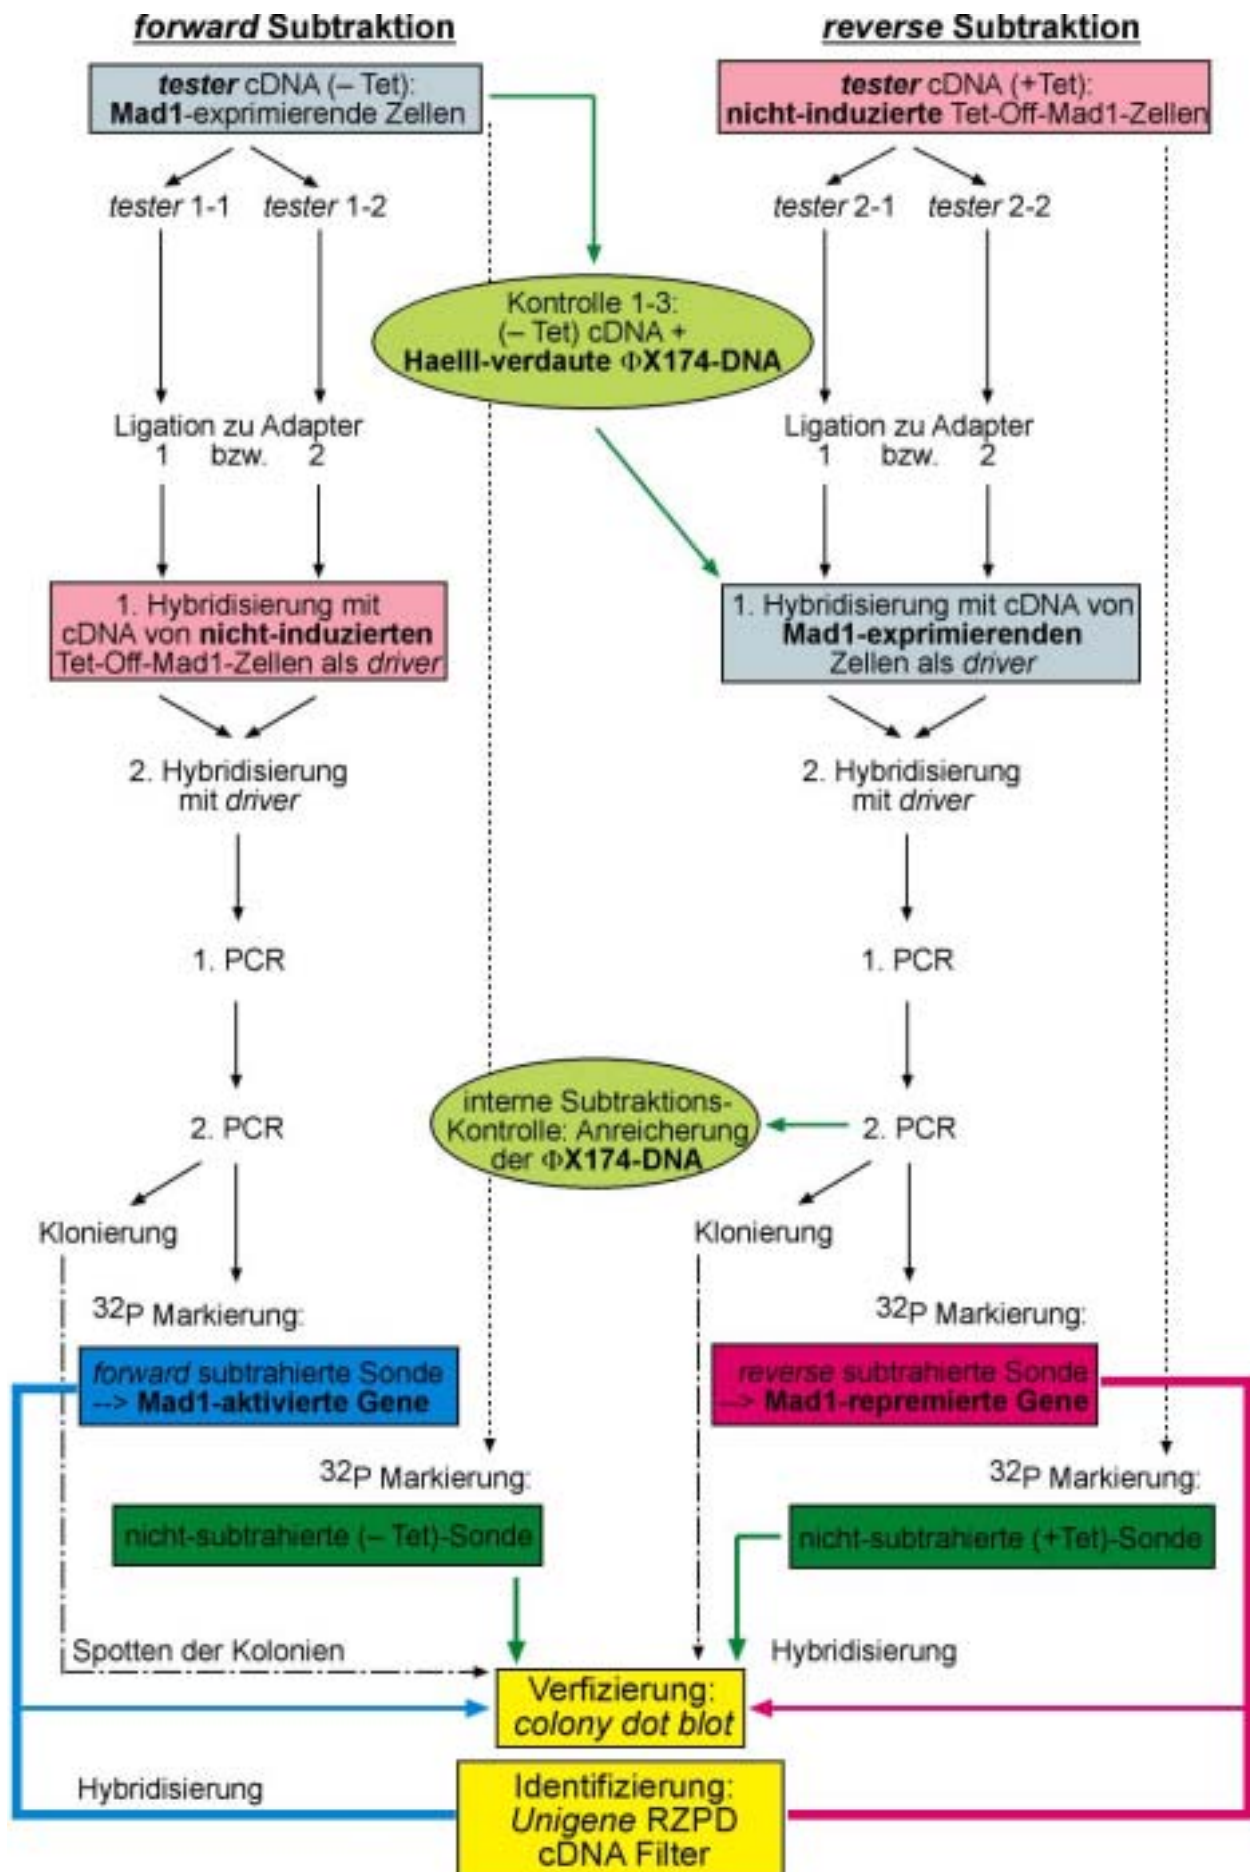 forward Subtraktion
tester cDNA (– Tet):
Mad1-exprimierende Zellen
tester 1-1 tester 1-2
Ligation zu Adapter
1 bzw. 2
1. Hybridisierung mit
cDNA von nicht-induzierten
Tet-Off-Mad1-Zellen als driver
2. Hybridisierung
mit driver
1. PCR
2. PCR
Klonierung
32P Markierung:
forward subtrahierte Sonde
--> Mad1-aktivierte Gene
32P Markierung:
nicht-subtrahierte (– Tet)-Sonde
Spotten der Kolonien
Hybridisierung
Kontrolle 1-3:
(– Tet) cDNA +
HaeIII-verdaute ΦX174-DNA
interne Subtraktions-
Kontrolle: Anreicherung
der ΦX174-DNA
reverse Subtraktion
tester cDNA (+Tet):
nicht-induzierte Tet-Off-Mad1-Zellen
tester 2-1 tester 2-2
Ligation zu Adapter
1 bzw. 2
1. Hybridisierung mit cDNA von
Mad1-exprimierenden
Zellen als driver
2. Hybridisierung
mit driver
1. PCR
2. PCR
Klonierung
32P Markierung:
reverse subtrahierte Sonde
--> Mad1-repremierte Gene
32P Markierung:
nicht-subtrahierte (+Tet)-Sonde
Hybridisierung
Verfizierung:
colony dot blot
Identifizierung:
Unigene RZPD
cDNA Filter